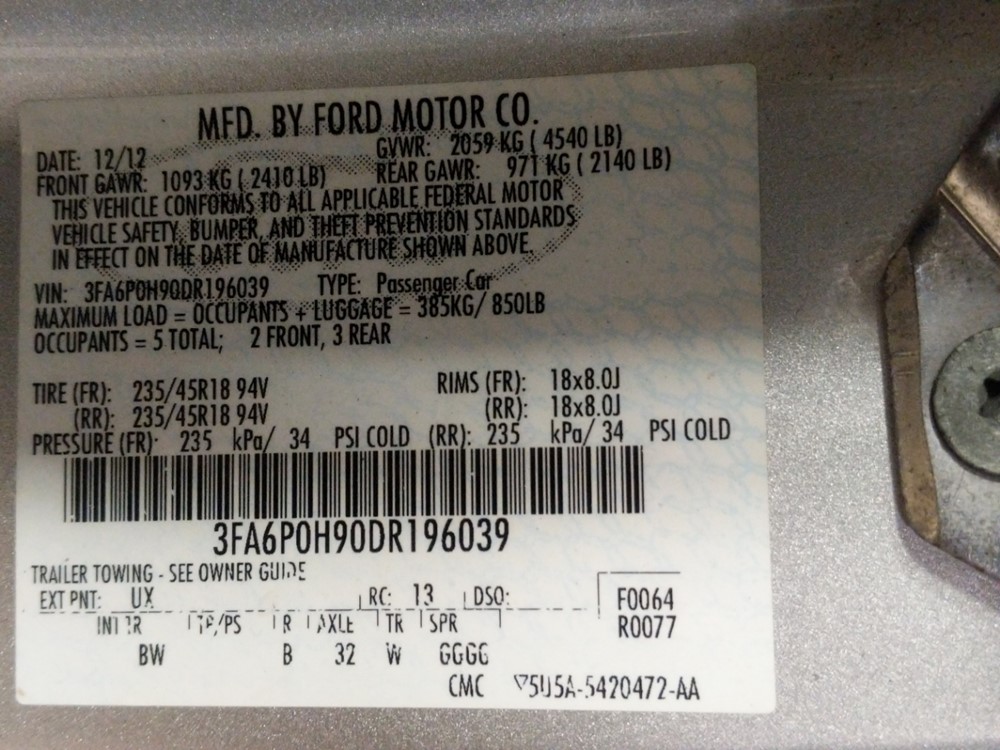 MFD. BY FORD MOTOR CO.
DATE: 12/12 GVWR: 2059 KG ( 4540 LB)
FRONT GAWR: 1093 KG ( 2410 LB) REAR GAWR: 971 KG ( 2140 LB)
THIS VEHICLE CONFORMS TO ALL APPLICABLE FEDERAL MOTOR
VEHICLE SAFETY, BUMPER, AND THEFT PREVENTION STANDARDS
IN EFFECT ON THE DATE OF MANUFACTURE SHOWN ABOVE.
VIN: 3FA6P0H90DR196039 TYPE: Passenger Car
MAXIMUM LOAD = OCCUPANTS + LUGGAGE = 385KG/ 850LB
OCCUPANTS = 5 TOTAL; 2 FRONT, 3 REAR
TIRE (FR): 235/45R18 94V RIMS (FR): 18x8.0J
(RR): 235/45R18 94V (RR): 18x8.0J
PRESSURE (FR): 235 kPa/ 34 PSI COLD (RR): 235 kPa/ 34 PSI COLD
3FA6P0H90DR196039
TRAILER TOWING - SEE OWNER GUIDE
EXT PNT: UX RC: 13 DSO: F0064
INT TR TP/PS R AXLE TR SPR R0077
BW B 32 W GGGG
CMC 5U5A-5420472-AA